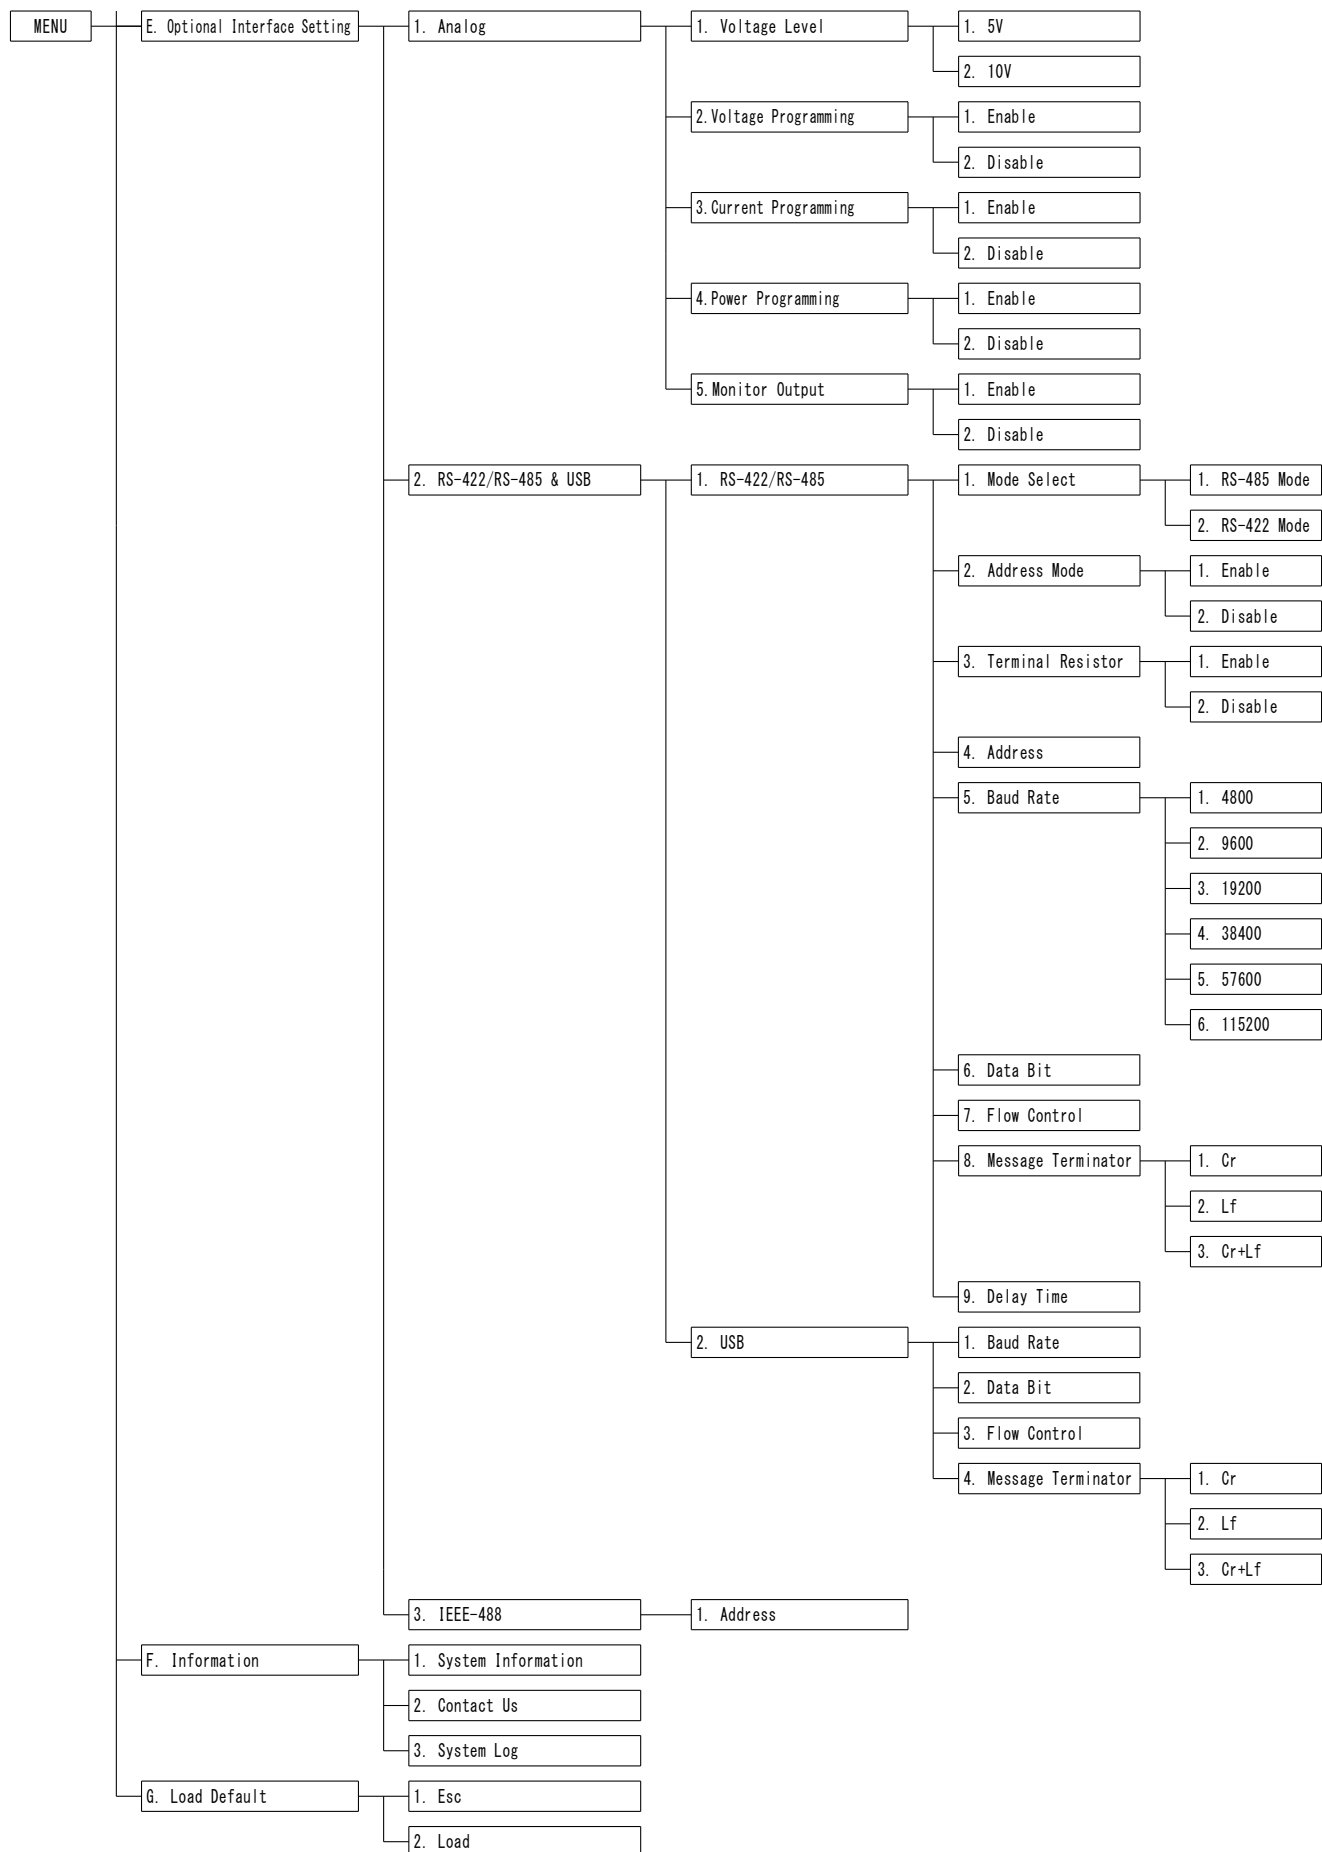 MENU
E. Optional Interface Setting
1. Analog
1. Voltage Level
1. 5V
2. 10V
2.Voltage Programming
1. Enable
2. Disable
3.Current Programming
1. Enable
2. Disable
4.Power Programming
1. Enable
2. Disable
5.Monitor Output
1. Enable
2. Disable
2. RS-422/RS-485 & USB
1. RS-422/RS-485
1. Mode Select
1. RS-485 Mode
2. RS-422 Mode
2. Address Mode
1. Enable
2. Disable
3. Terminal Resistor
1. Enable
2. Disable
4. Address
5. Baud Rate
1. 4800
2. 9600
3. 19200
4. 38400
5. 57600
6. 115200
6. Data Bit
7. Flow Control
8. Message Terminator
1. Cr
2. Lf
3. Cr+Lf
9. Delay Time
2. USB
1. Baud Rate
2. Data Bit
3. Flow Control
4. Message Terminator
1. Cr
2. Lf
3. Cr+Lf
3. IEEE-488
1. Address
F. Information
1. System Information
2. Contact Us
3. System Log
G. Load Default
1. Esc
2. Load